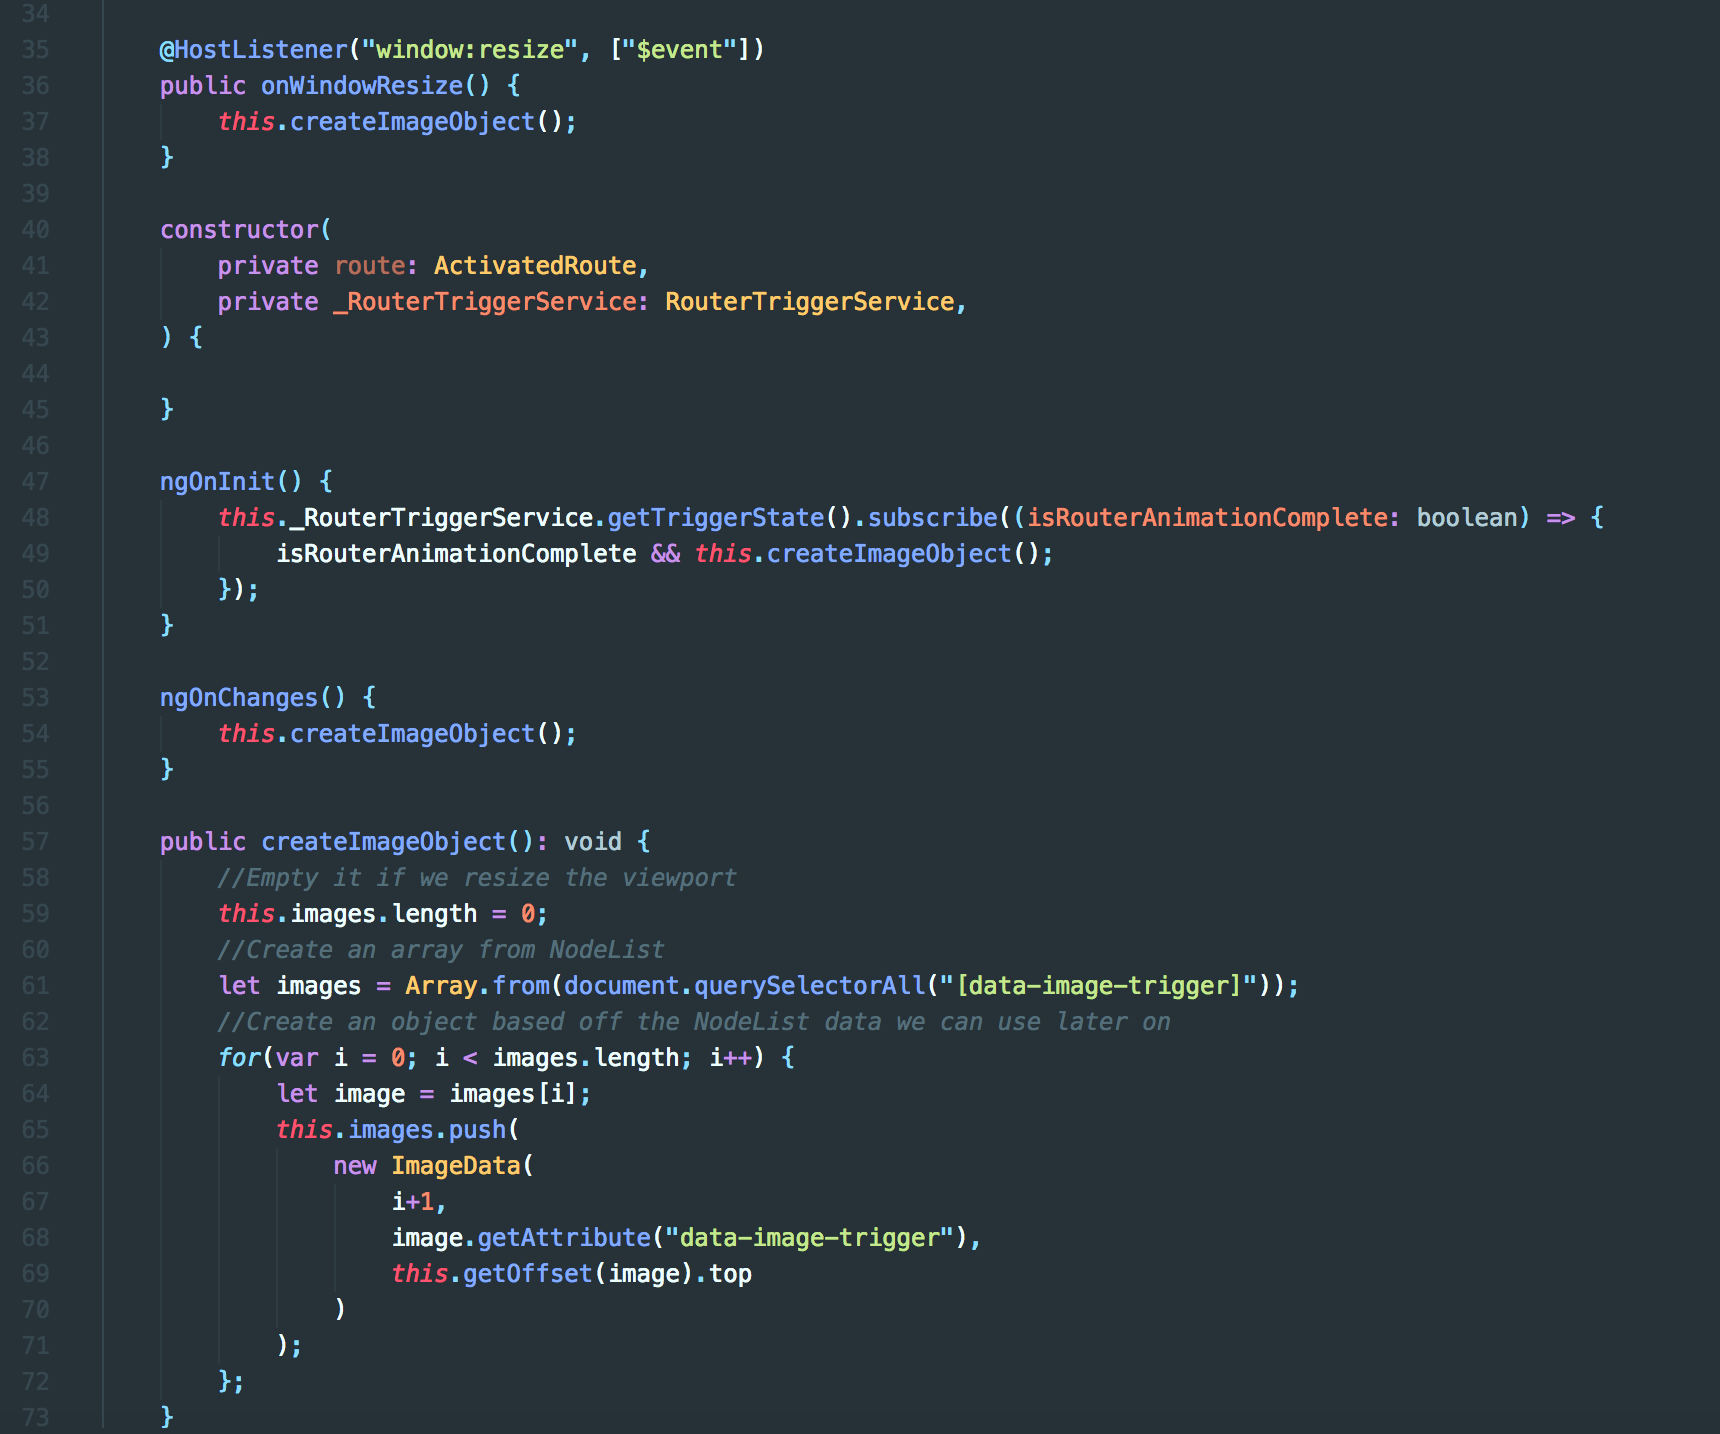 34
35 @HostListener("window:resize", ["$event"])
36 public onWindowResize() {
37 this.createImageObject();
38 }
39
40 constructor(
41 private route: ActivatedRoute,
42 private _RouterTriggerService: RouterTriggerService,
43 ) {
44
45 }
46
47 ngOnInit() {
48 this._RouterTriggerService.getTriggerState().subscribe((isRouterAnimationComplete: boolean) => {
49 isRouterAnimationComplete && this.createImageObject();
50 });
51 }
52
53 ngOnChanges() {
54 this.createImageObject();
55 }
56
57 public createImageObject(): void {
58 //Empty it if we resize the viewport
59 this.images.length = 0;
60 //Create an array from NodeList
61 let images = Array.from(document.querySelectorAll("[data-image-trigger]"));
62 //Create an object based off the NodeList data we can use later on
63 for(var i = 0; i < images.length; i++) {
64 let image = images[i];
65 this.images.push(
66 new ImageData(
67 i+1,
68 image.getAttribute("data-image-trigger"),
69 this.getOffset(image).top
70 )
71 );
72 };
73 }